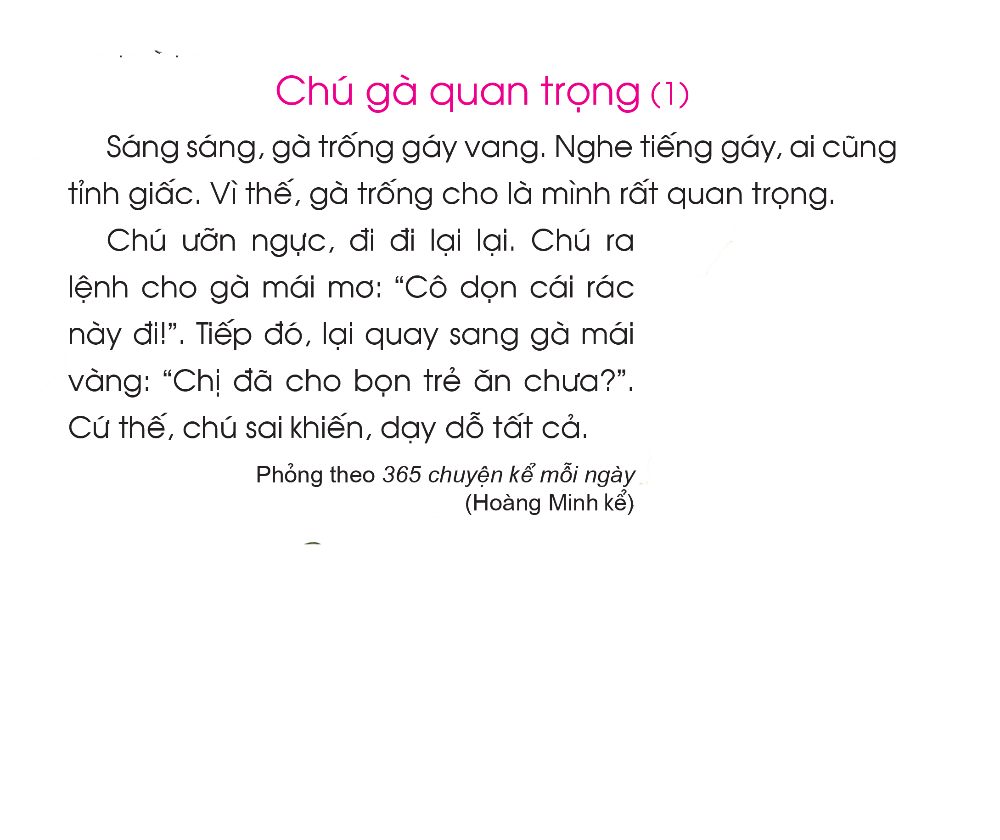 Chú gà quan trọng (1)
Sáng sáng, gà trống gáy vang. Nghe tiếng gáy, ai cũng
tỉnh giấc. Vì thế, gà trống cho là mình rất quan trọng.
Chú ưỡn ngực, đi đi lại lại. Chú ra
lệnh cho gà mái mơ: “Cô dọn cái rác
này đi!”. Tiếp đó, lại quay sang gà mái
vàng: “Chị đã cho bọn trẻ ăn chưa?”.
Cứ thế, chú sai khiến, dạy dỗ tất cả.
Phỏng theo 365 chuyện kể mỗi ngày
(Hoàng Minh kể)